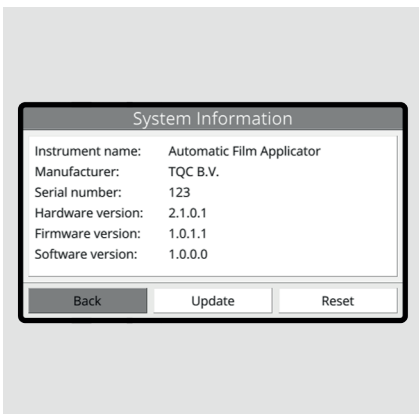 System Information
Instrument name: Automatic Film Applicator
Manufacturer: TQC B.V.
Serial number: 123
Hardware version: 2.1.0.1
Firmware version: 1.0.1.1
Software version: 1.0.0.0
Back Update Reset